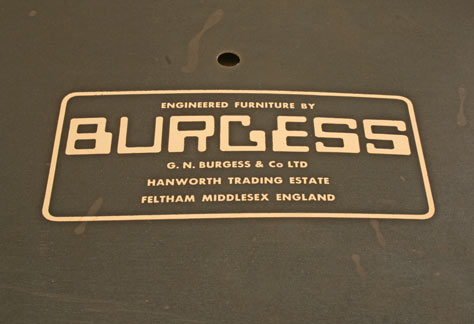 ENGINEERED FURNITURE BY
BURGESS
G. N. BURGESS & Co LTD
HANWORTH TRADING ESTATE
FELTHAM MIDDLESEX ENGLAND